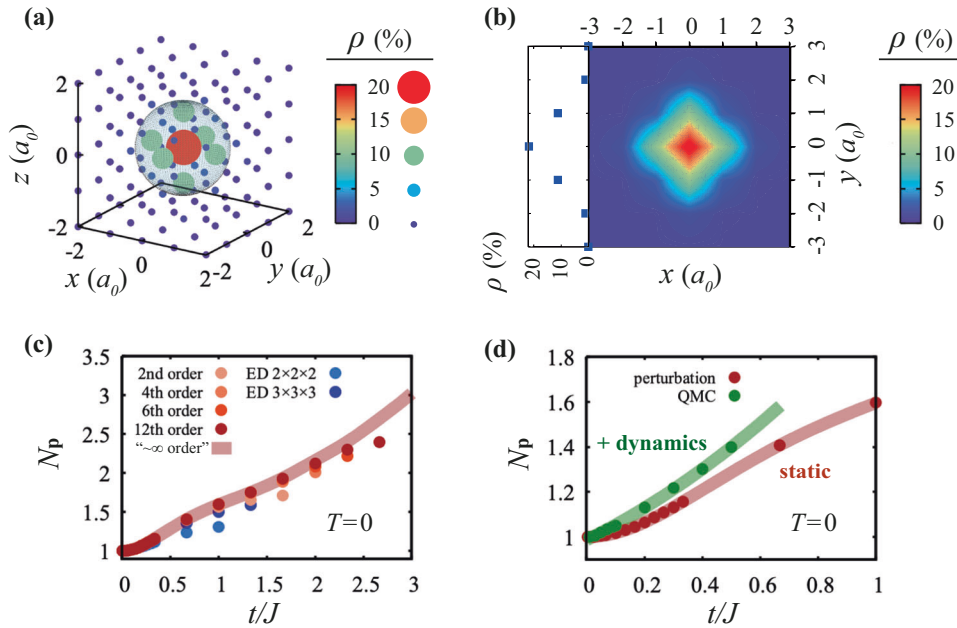 (a)
ρ (%)
20
15
10
5
0
z (a0)
2
0
-2
-2
0
2
x (a0)
-2
0
2
y (a0)
(b)
-3 -2 -1 0 1 2 3
3
2
1
0
-1
-2
-3
y (a0)
x (a0)
ρ (%)
20
10
0
ρ (%)
20
15
10
5
0
(c)
3.5
3
2.5
2
1.5
1
Np
2nd order
4th order
6th order
12th order
"~∞ order"
ED 2×2×2
ED 3×3×3
T=0
0 0.5 1 1.5 2 2.5 3
t/J
(d)
1.8
1.6
1.4
1.2
1
Np
perturbation
QMC
+ dynamics
static
T=0
0 0.2 0.4 0.6 0.8 1
t/J